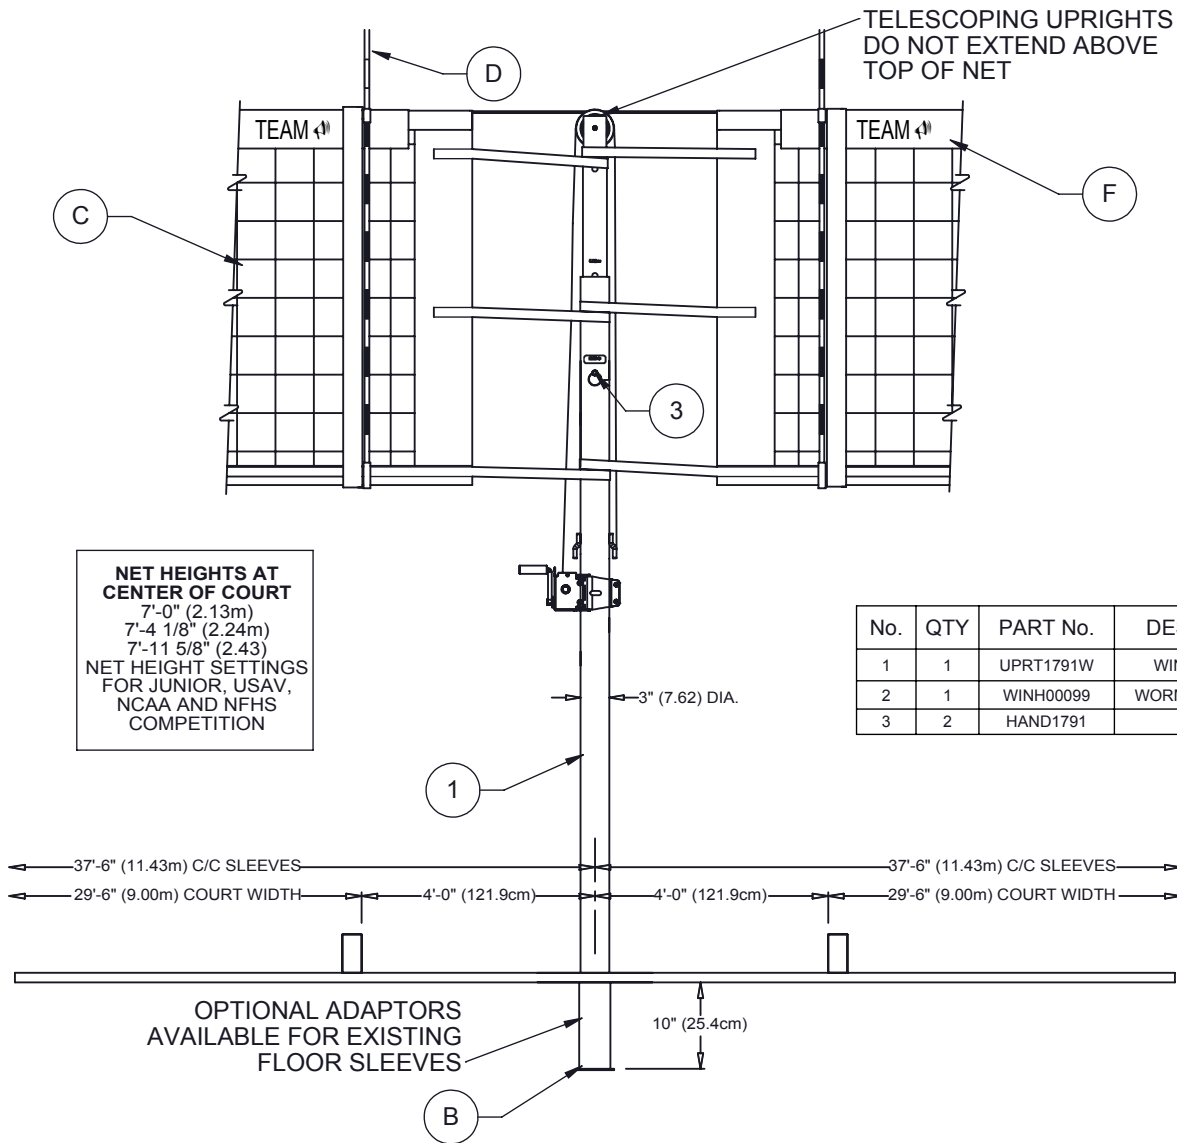 TELESCOPING UPRIGHTS
DO NOT EXTEND ABOVE
TOP OF NET
D
TEAM
TEAM
C
F
3
NET HEIGHTS AT
CENTER OF COURT
7'-0" (2.13m)
7'-4 1/8" (2.24m)
7'-11 5/8" (2.43)
NET HEIGHT SETTINGS
FOR JUNIOR, USAV,
NCAA AND NFHS
COMPETITION
No. QTY PART No. DES
1 1 UPRT1791W WIN
2 1 WINH00099 WORM
3 2 HAND1791
3" (7.62) DIA.
1
37'-6" (11.43m) C/C SLEEVES 37'-6" (11.43m) C/C SLEEVES
29'-6" (9.00m) COURT WIDTH 4'-0" (121.9cm) 4'-0" (121.9cm) 29'-6" (9.00m) COURT WIDTH
OPTIONAL ADAPTORS
AVAILABLE FOR EXISTING
FLOOR SLEEVES
10" (25.4cm)
B